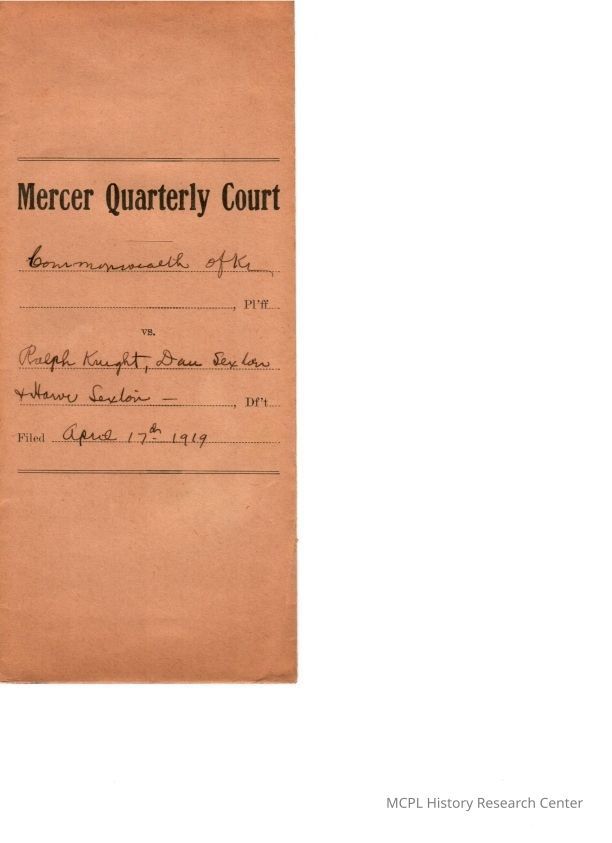 Mercer Quarterly Court
Commonwealth of Ky
, Pl'ff.
vs.
Ralph Knight, Dan Sexton
& Sexton — , Df't.
Filed April 17th 1919
MCPL History Research Center